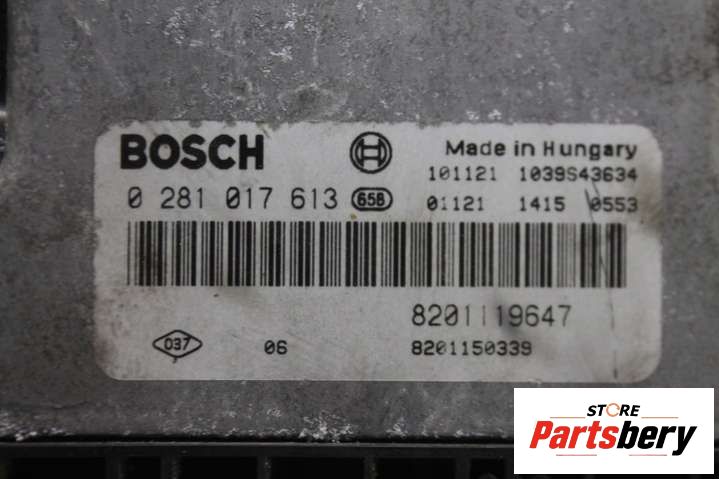 BOSCH
Made in Hungary
101121 1039S43634
0 281 017 613 658 01121 1415 0553
8201119647
037 06 8201150339
STORE
Partsbery